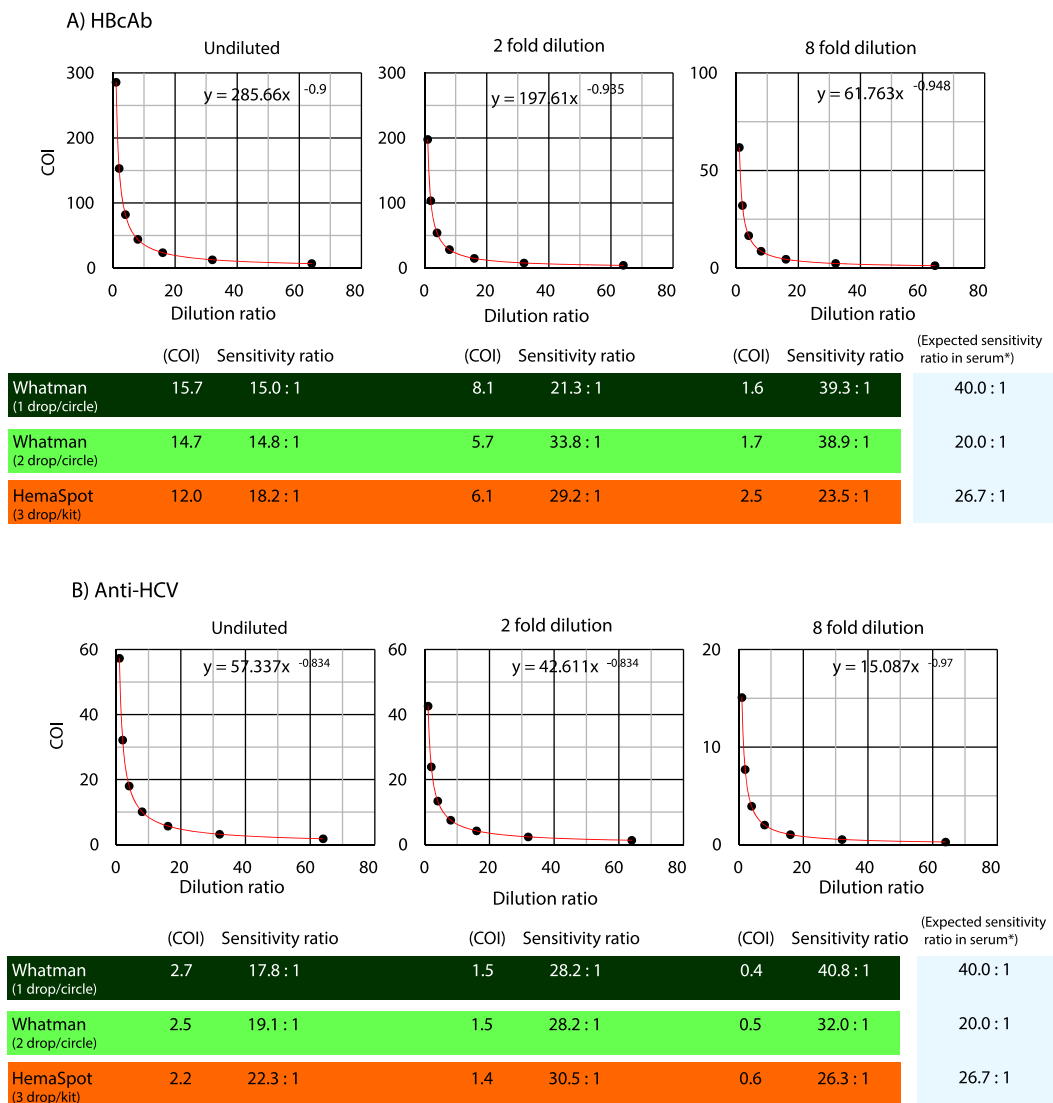 A) HBcAb
Undiluted
2 fold dilution
8 fold dilution
300
200
100
0
COI
y = 285.66x -0.9
0 20 40 60 80
Dilution ratio
300
200
100
0
y = 197.61x -0.935
0 20 40 60 80
Dilution ratio
100
50
0
y = 61.763x -0.948
0 20 40 60 80
Dilution ratio
(COI) Sensitivity ratio (COI) Sensitivity ratio (COI) Sensitivity ratio (Expected sensitivity
ratio in serum*)
Whatman 15.7 15.0 : 1 8.1 21.3 : 1 1.6 39.3 : 1 40.0 : 1
(1 drop/circle)
Whatman 14.7 14.8 : 1 5.7 33.8 : 1 1.7 38.9 : 1 20.0 : 1
(2 drop/circle)
HemaSpot 12.0 18.2 : 1 6.1 29.2 : 1 2.5 23.5 : 1 26.7 : 1
(3 drop/kit)
B) Anti-HCV
Undiluted
2 fold dilution
8 fold dilution
60
40
20
0
COI
y = 57.337x -0.834
0 20 40 60 80
Dilution ratio
60
40
20
0
y = 42.611x -0.834
0 20 40 60 80
Dilution ratio
20
10
0
y = 15.087x -0.97
0 20 40 60 80
Dilution ratio
(COI) Sensitivity ratio (COI) Sensitivity ratio (COI) Sensitivity ratio (Expected sensitivity
ratio in serum*)
Whatman 2.7 17.8 : 1 1.5 28.2 : 1 0.4 40.8 : 1 40.0 : 1
(1 drop/circle)
Whatman 2.5 19.1 : 1 1.5 28.2 : 1 0.5 32.0 : 1 20.0 : 1
(2 drop/circle)
HemaSpot 2.2 22.3 : 1 1.4 30.5 : 1 0.6 26.3 : 1 26.7 : 1
(3 drop/kit)